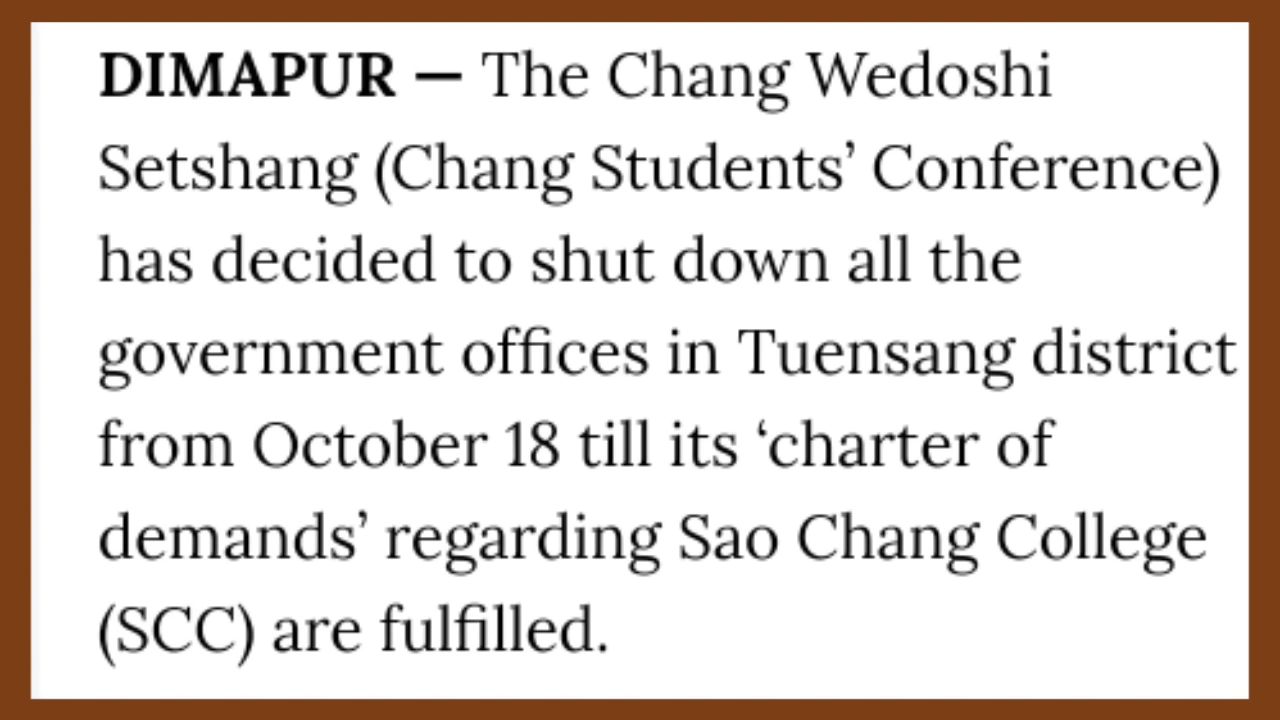 DIMAPUR — The Chang Wedoshi
Setshang (Chang Students’ Conference)
has decided to shut down all the
government offices in Tuensang district
from October 18 till its ‘charter of
demands’ regarding Sao Chang College
(SCC) are fulfilled.